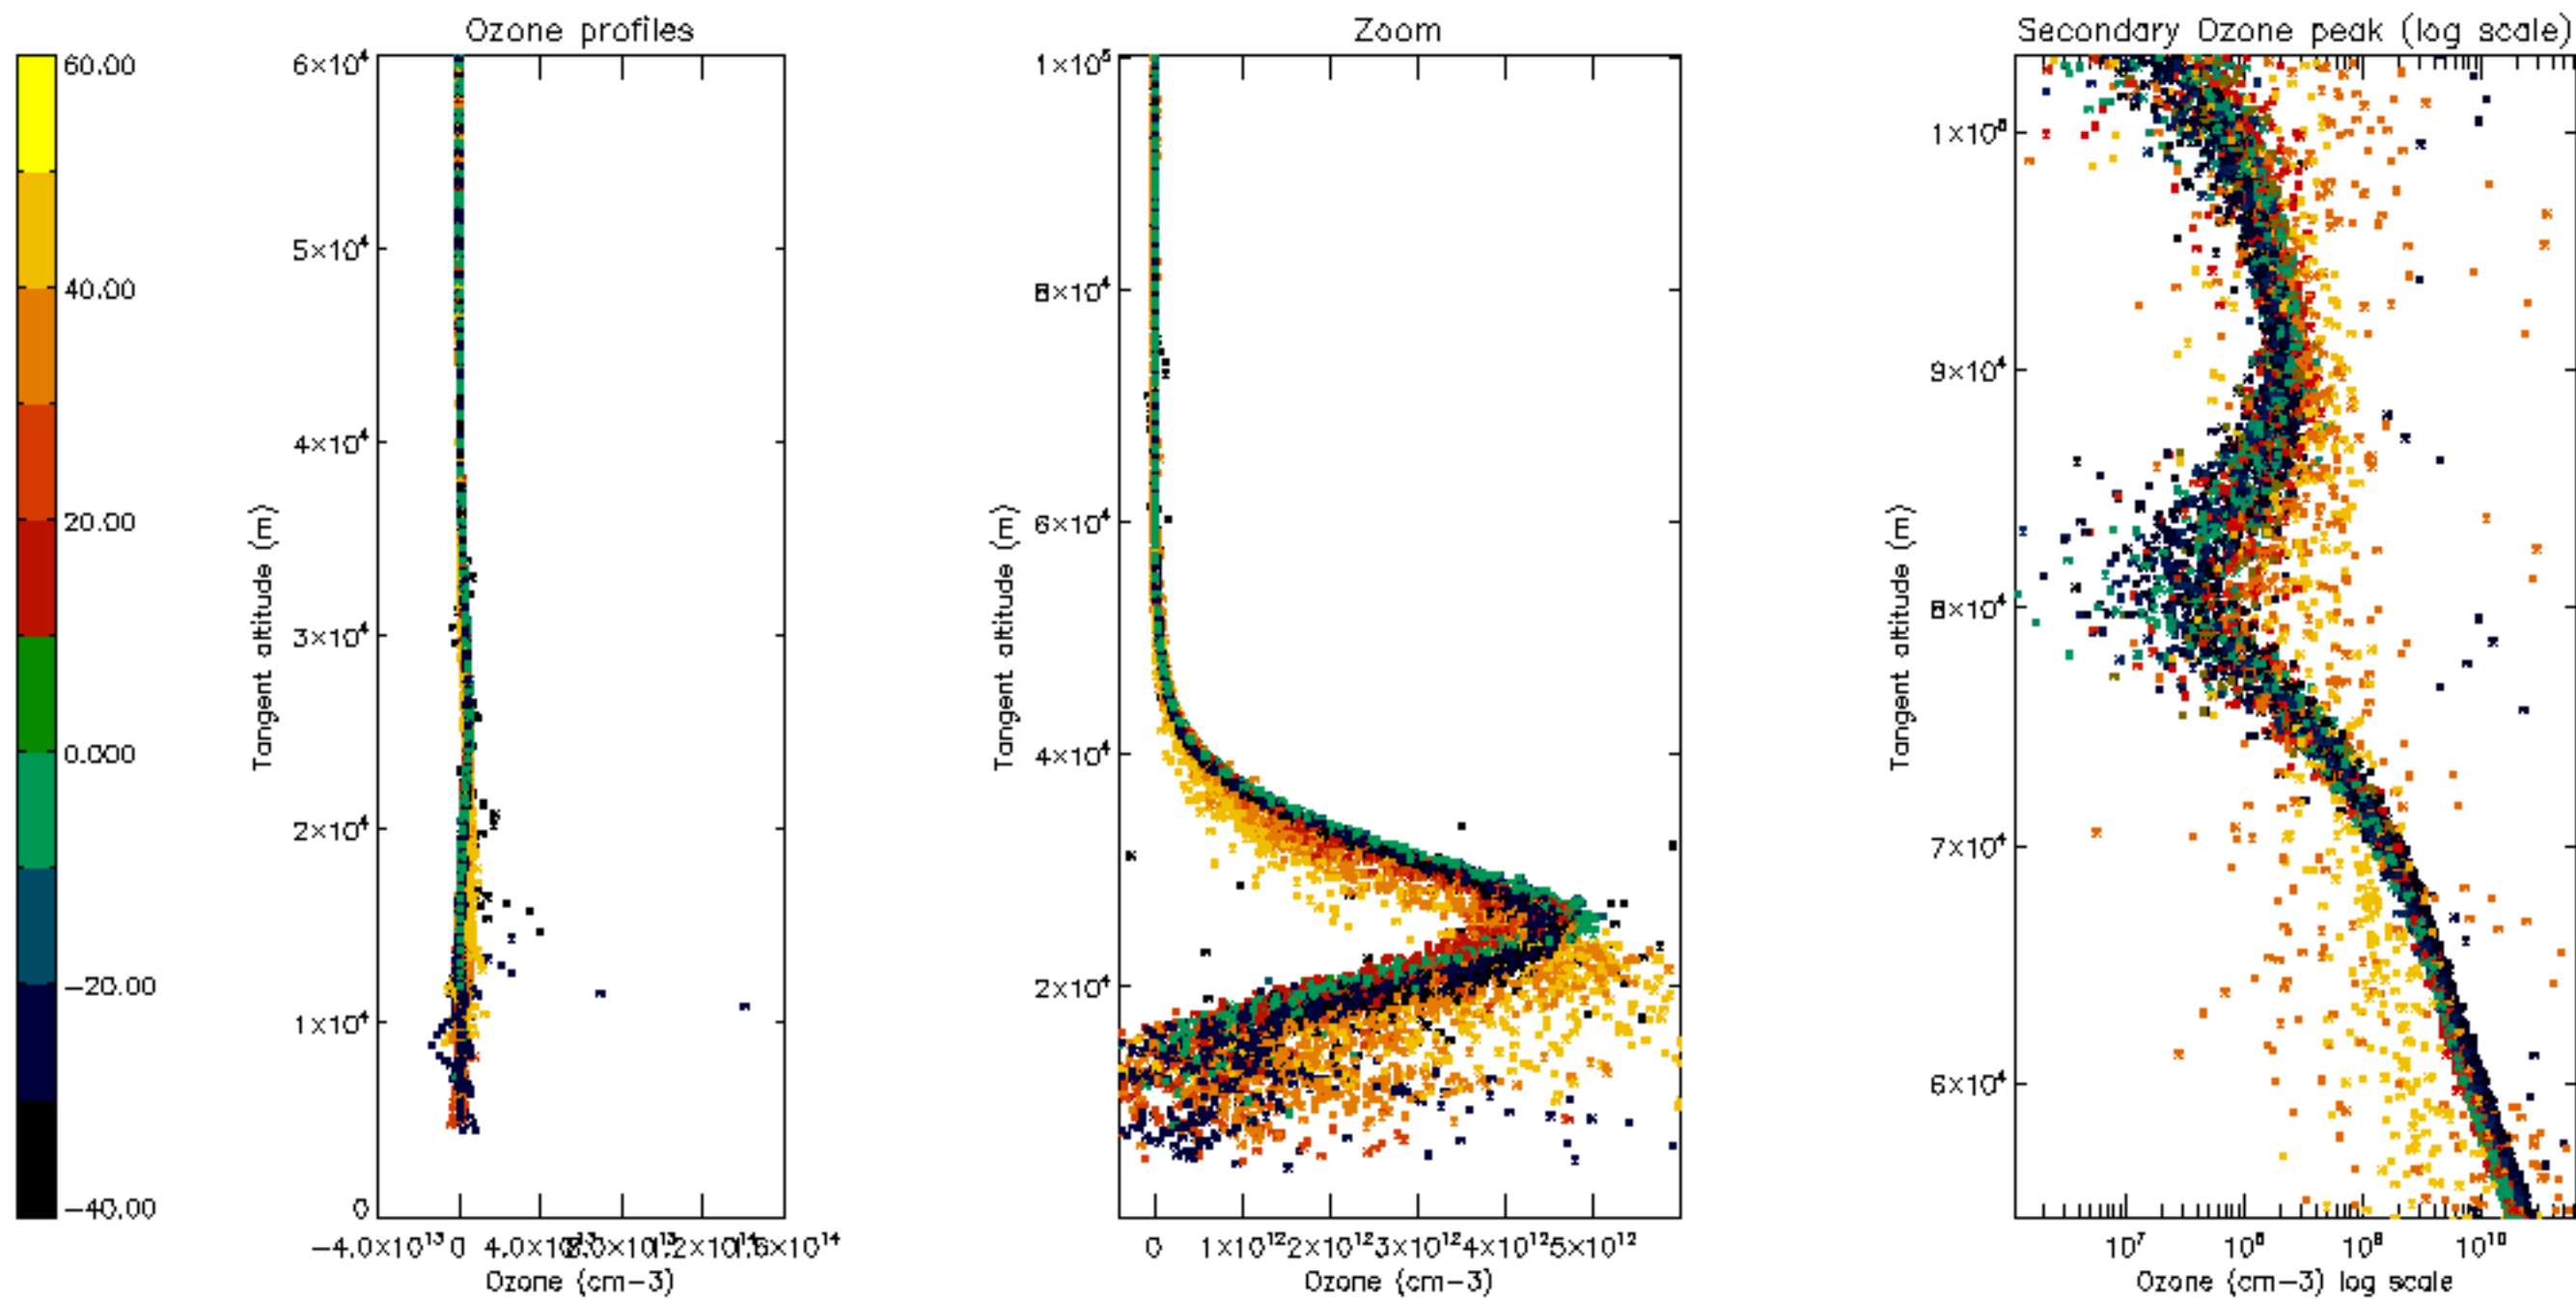 Ozone profiles
Zoom
Secondary Ozone peak (log scale)
60.00
40.00
20.00
0.000
−20.00
−40.00
6×10⁴
5×10⁴
4×10⁴
3×10⁴
2×10⁴
1×10⁴
0
Tangent altitude (m)
−4.0×10¹³ 0
1.6×10¹⁴
Ozone (cm−3)
1×10⁵
8×10⁴
6×10⁴
4×10⁴
2×10⁴
Tangent altitude (m)
0 1×10¹² 2×10¹² 3×10¹² 4×10¹² 5×10¹²
Ozone (cm−3)
9×10⁴
8×10⁴
7×10⁴
6×10⁴
Tangent altitude (m)
10⁷ 10⁸ 10⁹ 10¹⁰
Ozone (cm−3) log scale